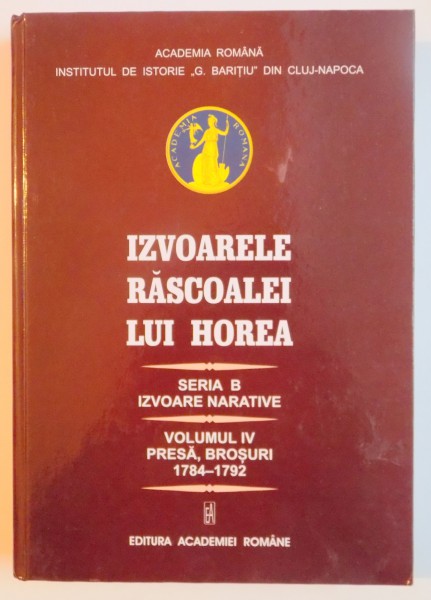 ACADEMIA ROMÂNĂ
INSTITUTUL DE ISTORIE „G. BARIȚIU” DIN CLUJ-NAPOCA
ACADEMIA ROMANA
IZVOARELE
RĂSCOALEI
LUI HOREA
SERIA B
IZVOARE NARATIVE
VOLUMUL IV
PRESĂ, BROȘURI
1784–1792
EA
EDITURA ACADEMIEI ROMÂNE